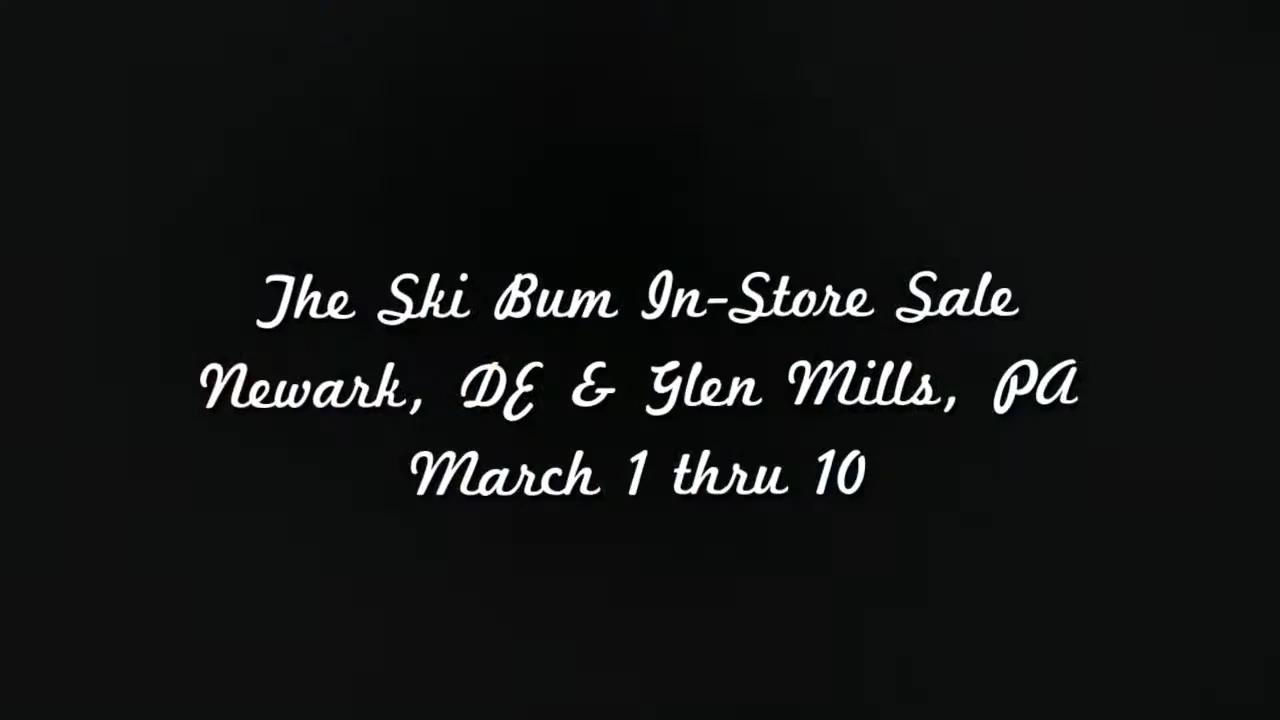 The Ski Bum In-Store Sale
Newark, DE & Glen Mills, PA
March 1 thru 10